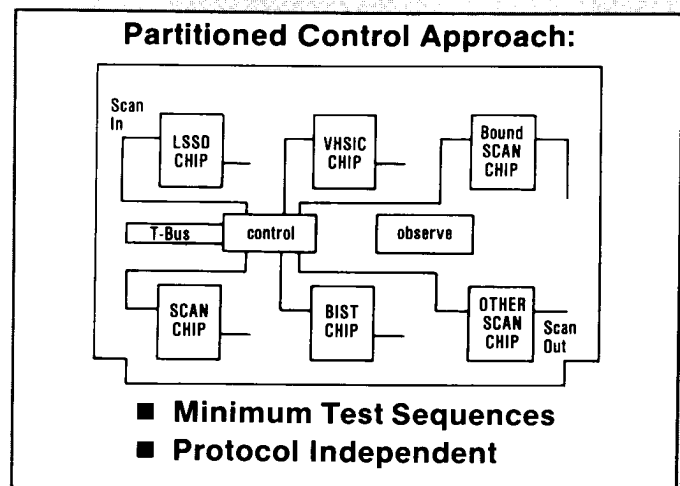 Partitioned Control Approach:
Scan
In
LSSD
CHIP
VHSIC
CHIP
Bound
SCAN
CHIP
T-Bus
control
observe
SCAN
CHIP
BIST
CHIP
OTHER
SCAN
CHIP
Scan
Out
■ Minimum Test Sequences
■ Protocol Independent